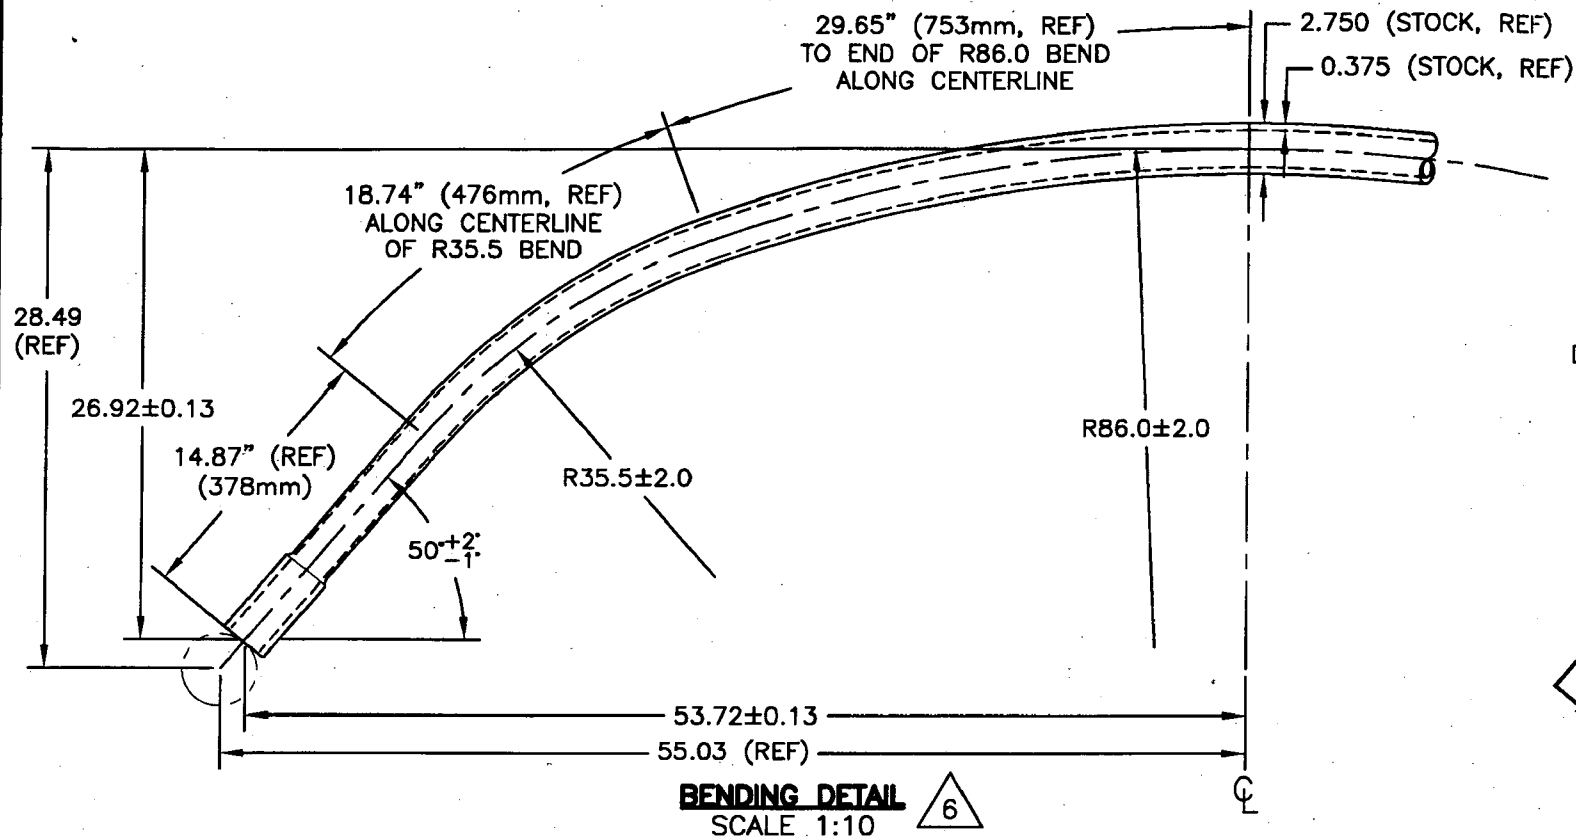 29.65" (753mm, REF)
TO END OF R86.0 BEND
ALONG CENTERLINE
2.750 (STOCK, REF)
0.375 (STOCK, REF)
18.74" (476mm, REF)
ALONG CENTERLINE
OF R35.5 BEND
28.49
(REF)
26.92±0.13
14.87" (REF)
(378mm)
R35.5±2.0
R86.0±2.0
50°+2°
-1°
53.72±0.13
55.03 (REF)
℄
BENDING DETAIL
6
SCALE 1:10